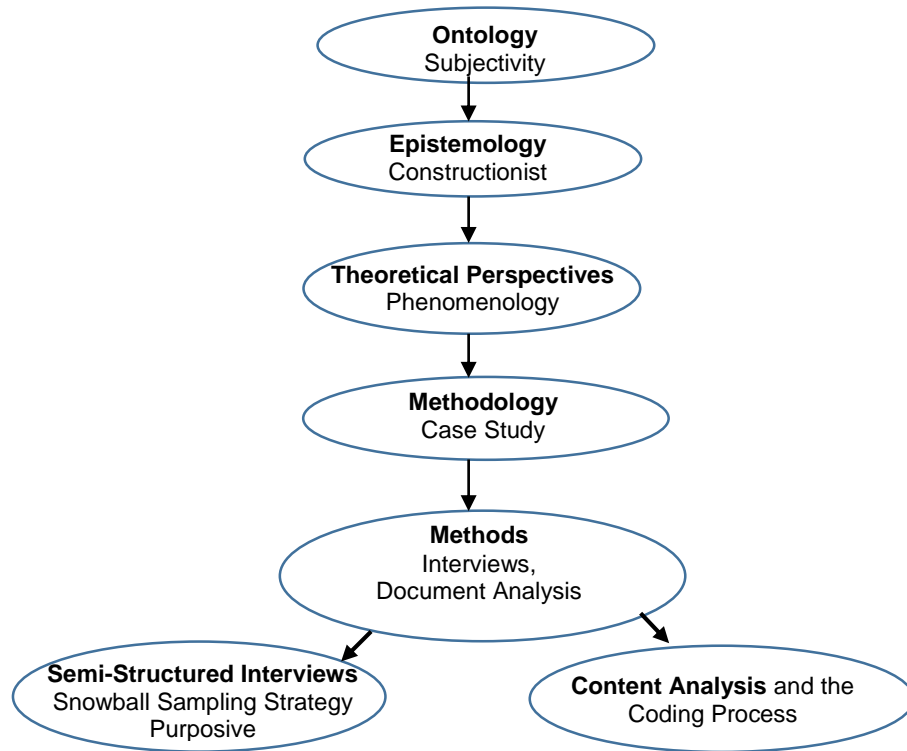 Ontology
Subjectivity
Epistemology
Constructionist
Theoretical Perspectives
Phenomenology
Methodology
Case Study
Methods
Interviews,
Document Analysis
Semi-Structured Interviews
Snowball Sampling Strategy
Purposive
Content Analysis and the
Coding Process